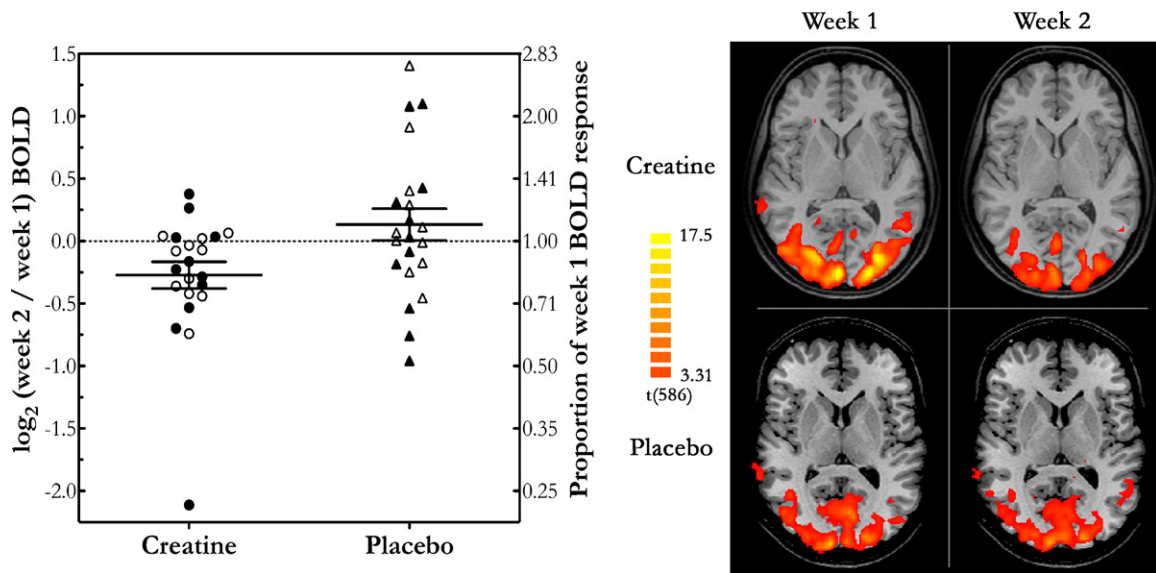 log2 (week 2 / week 1) BOLD
1.5
1.0
0.5
0.0
-0.5
-1.0
-1.5
-2.0
Creatine
Placebo
2.83
2.00
1.41
1.00
0.71
0.50
0.35
0.25
Proportion of week 1 BOLD response
Week 1
Week 2
Creatine
17.5
3.31
t(586)
Placebo